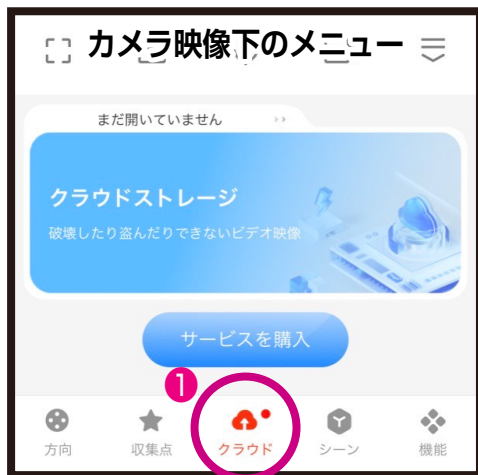 カメラ映像下のメニュー
まだ開いていません >>
クラウドストレージ
破壊したり盗んだりできないビデオ映像
サービスを購入
❶
方向
収集点
クラウド
シーン
機能